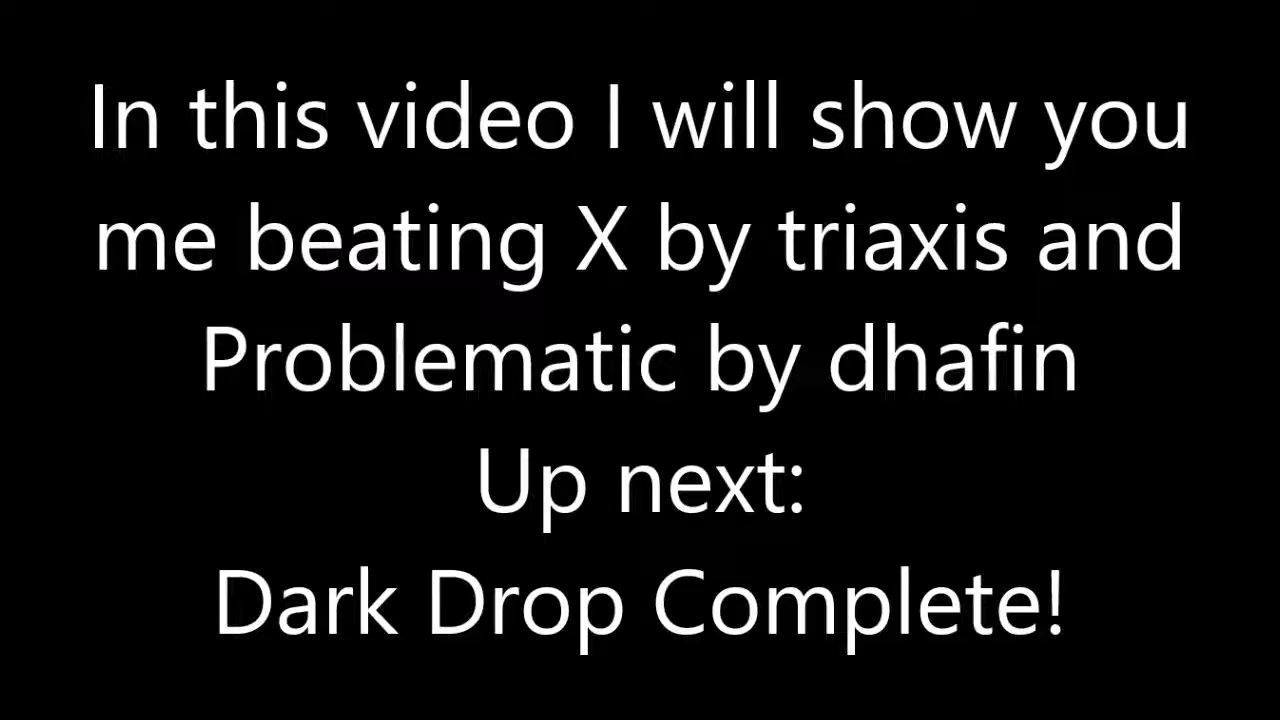 In this video I will show you
me beating X by triaxis and
Problematic by dhafin
Up next:
Dark Drop Complete!